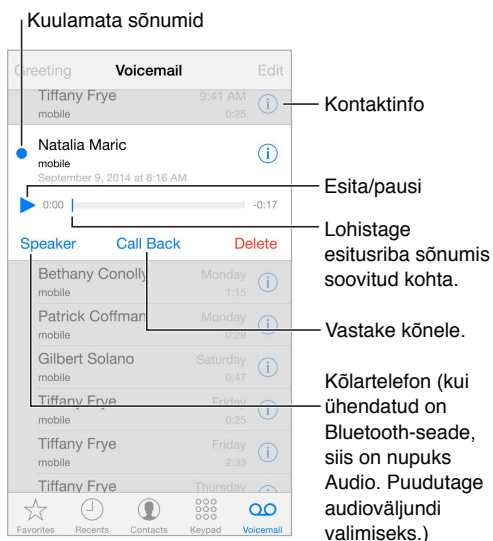 Kuulamata sõnumid
Greeting Voicemail Edit
Tiffany Frye 9:41 AM
mobile 0:25
Kontaktinfo
Natalia Maric
mobile
September 9, 2014 at 8:16 AM
Esita/pausi
0:00 -0:17
Lohistage
esitusriba sõnumis
soovitud kohta.
Speaker Call Back Delete
Bethany Conolly Monday
mobile 1:15
Patrick Coffman Monday
mobile 0:29
Vastake kõnele.
Gilbert Solano Saturday
mobile 0:47
Kõlartelefon (kui
ühendatud on
Bluetooth-seade,
siis on nupuks
Audio. Puudutage
audioväljundi
valimiseks.)
Tiffany Frye Friday
mobile 0:25
Tiffany Frye Friday
mobile 2:33
Tiffany Frye Thursday
Favorites Recents Contacts Keypad Voicemail